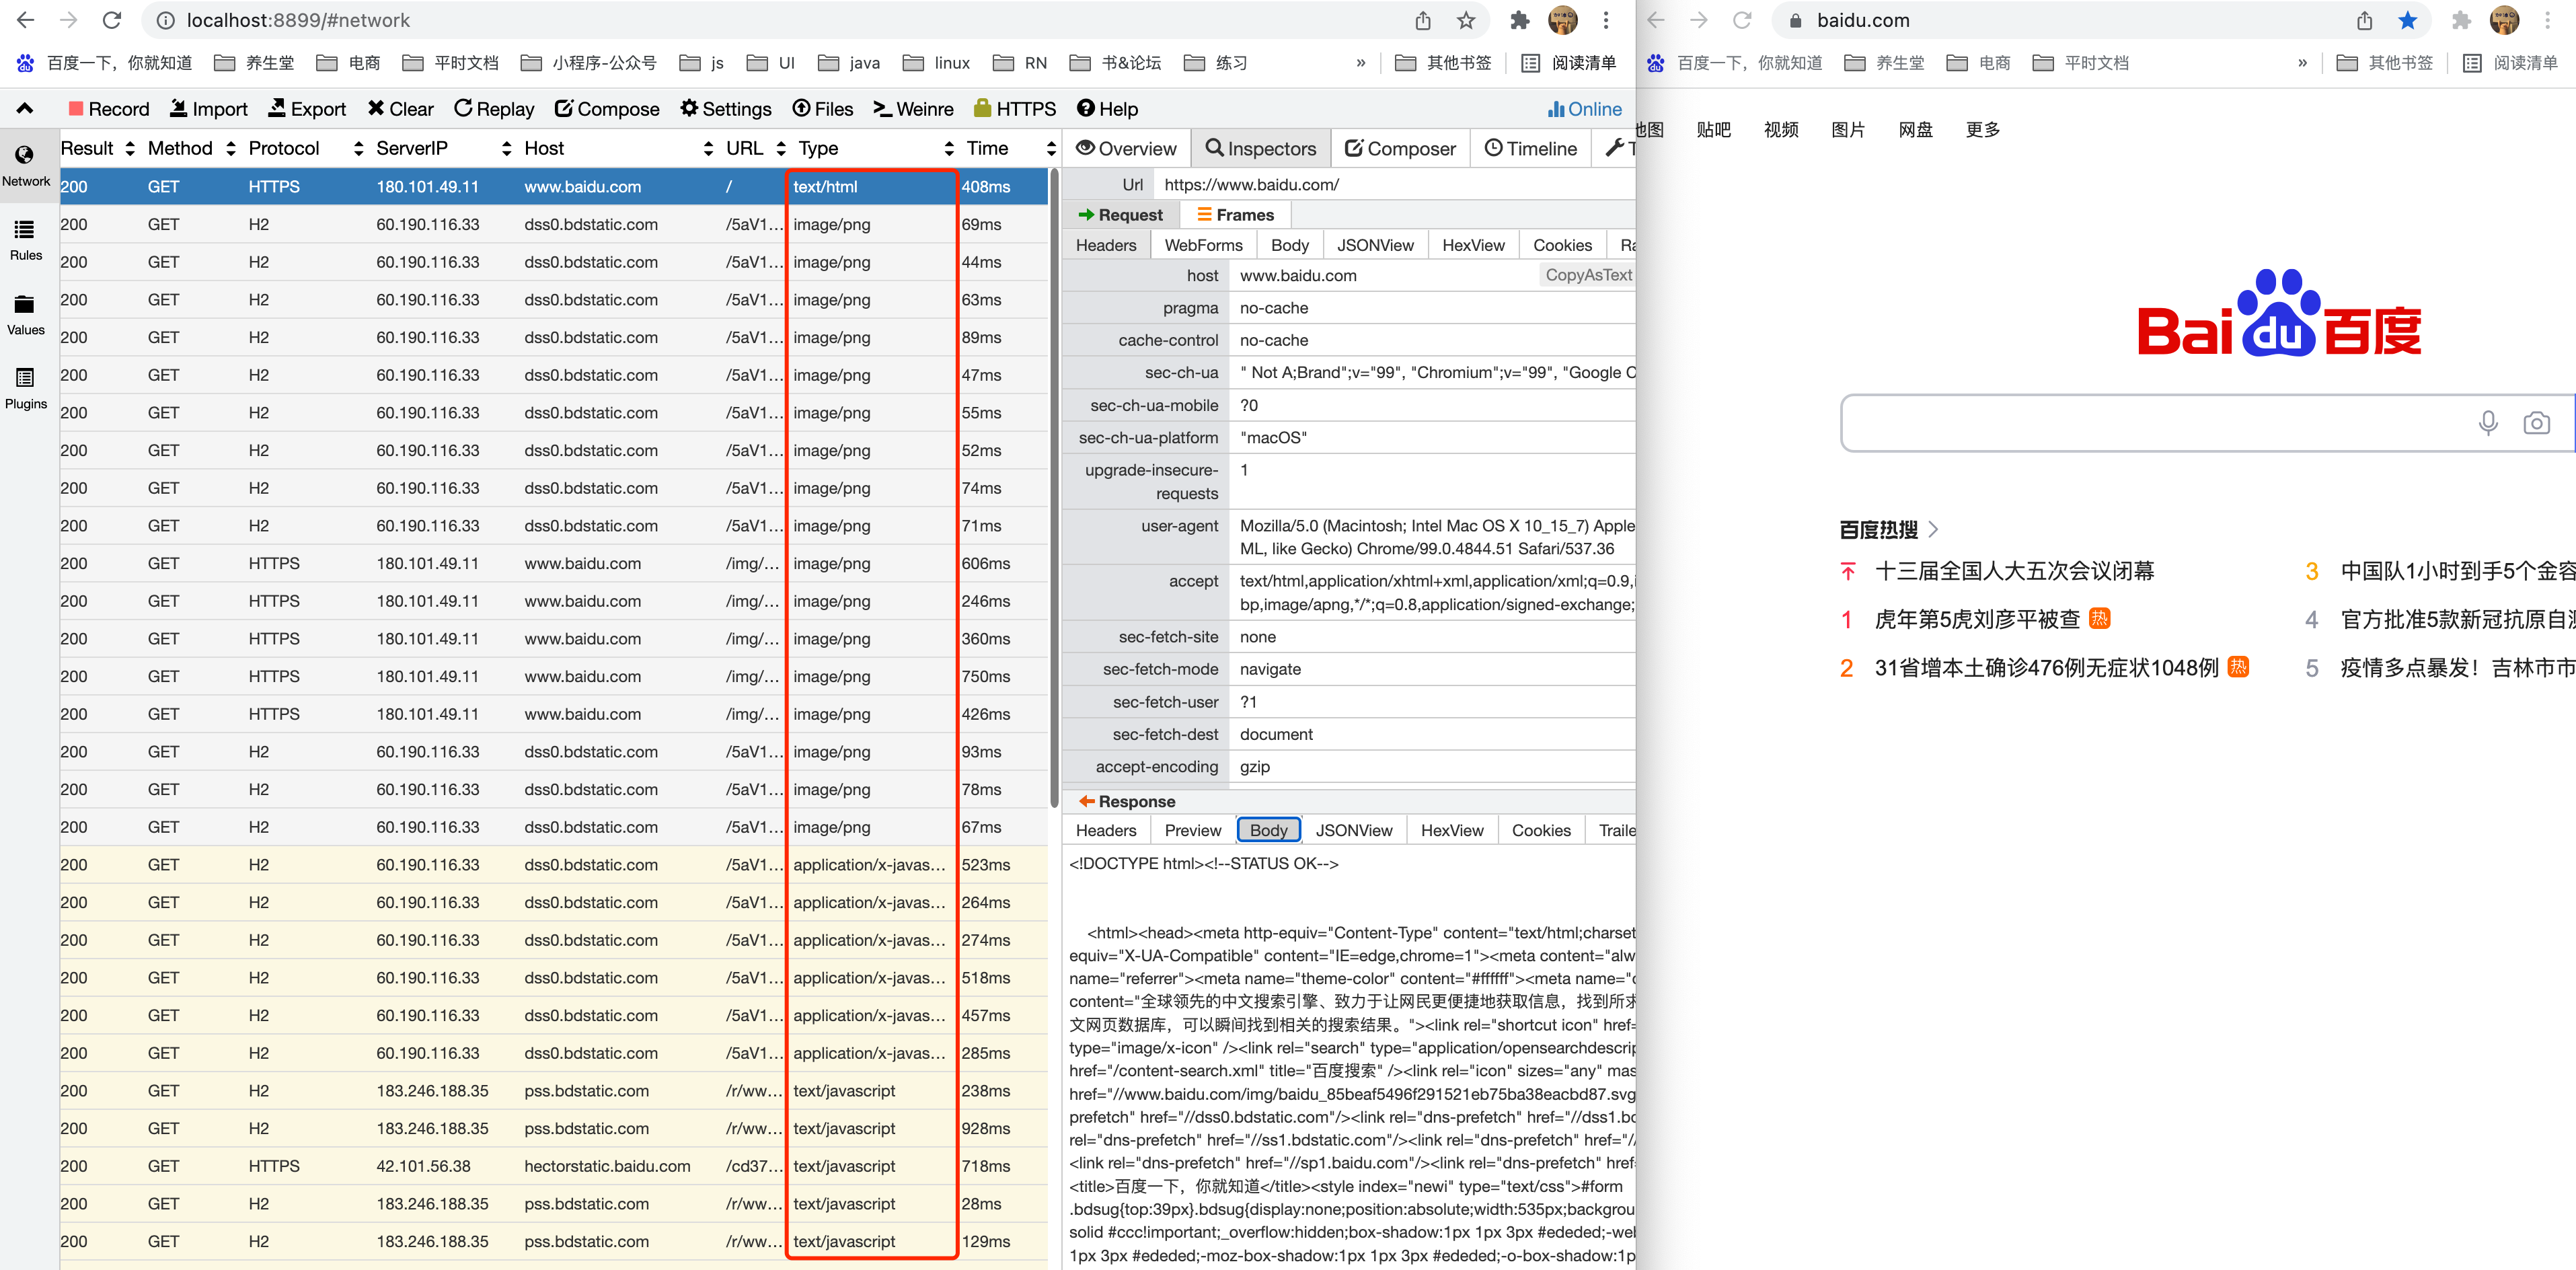 localhost:8899/#network
百度一下，你就知道 养生堂 电商 平时文档 小程序-公众号 js UI java linux RN 书&论坛 练习 » 其他书签 阅读清单
Record Import Export Clear Replay Compose Settings Files Weinre HTTPS Help Online
Network
Rules
Values
Plugins
Result Method Protocol ServerIP Host URL Type Time
200 GET HTTPS 180.101.49.11 www.baidu.com / text/html 408ms
200 GET H2 60.190.116.33 dss0.bdstatic.com /5aV1... image/png 69ms
200 GET H2 60.190.116.33 dss0.bdstatic.com /5aV1... image/png 44ms
200 GET H2 60.190.116.33 dss0.bdstatic.com /5aV1... image/png 63ms
200 GET H2 60.190.116.33 dss0.bdstatic.com /5aV1... image/png 89ms
200 GET H2 60.190.116.33 dss0.bdstatic.com /5aV1... image/png 47ms
200 GET H2 60.190.116.33 dss0.bdstatic.com /5aV1... image/png 55ms
200 GET H2 60.190.116.33 dss0.bdstatic.com /5aV1... image/png 52ms
200 GET H2 60.190.116.33 dss0.bdstatic.com /5aV1... image/png 74ms
200 GET H2 60.190.116.33 dss0.bdstatic.com /5aV1... image/png 71ms
200 GET HTTPS 180.101.49.11 www.baidu.com /img/... image/png 606ms
200 GET HTTPS 180.101.49.11 www.baidu.com /img/... image/png 246ms
200 GET HTTPS 180.101.49.11 www.baidu.com /img/... image/png 360ms
200 GET HTTPS 180.101.49.11 www.baidu.com /img/... image/png 750ms
200 GET HTTPS 180.101.49.11 www.baidu.com /img/... image/png 426ms
200 GET H2 60.190.116.33 dss0.bdstatic.com /5aV1... image/png 93ms
200 GET H2 60.190.116.33 dss0.bdstatic.com /5aV1... image/png 78ms
200 GET H2 60.190.116.33 dss0.bdstatic.com /5aV1... image/png 67ms
200 GET H2 60.190.116.33 dss0.bdstatic.com /5aV1... application/x-javas... 523ms
200 GET H2 60.190.116.33 dss0.bdstatic.com /5aV1... application/x-javas... 264ms
200 GET H2 60.190.116.33 dss0.bdstatic.com /5aV1... application/x-javas... 274ms
200 GET H2 60.190.116.33 dss0.bdstatic.com /5aV1... application/x-javas... 518ms
200 GET H2 60.190.116.33 dss0.bdstatic.com /5aV1... application/x-javas... 457ms
200 GET H2 60.190.116.33 dss0.bdstatic.com /5aV1... application/x-javas... 285ms
200 GET H2 183.246.188.35 pss.bdstatic.com /r/ww... text/javascript 238ms
200 GET H2 183.246.188.35 pss.bdstatic.com /r/ww... text/javascript 928ms
200 GET HTTPS 42.101.56.38 hectorstatic.baidu.com /cd37... text/javascript 718ms
200 GET H2 183.246.188.35 pss.bdstatic.com /r/ww... text/javascript 28ms
200 GET H2 183.246.188.35 pss.bdstatic.com /r/ww... text/javascript 129ms
Overview Inspectors Composer Timeline T
Url https://www.baidu.com/
Request Frames
Headers WebForms Body JSONView HexView Cookies Ra
host www.baidu.com CopyAsText
pragma no-cache
cache-control no-cache
sec-ch-ua " Not A;Brand";v="99", "Chromium";v="99", "Google C
sec-ch-ua-mobile ?0
sec-ch-ua-platform "macOS"
upgrade-insecure-requests 1
user-agent Mozilla/5.0 (Macintosh; Intel Mac OS X 10_15_7) Apple
ML, like Gecko) Chrome/99.0.4844.51 Safari/537.36
accept text/html,application/xhtml+xml,application/xml;q=0.9,i
bp,image/apng,*/*;q=0.8,application/signed-exchange;
sec-fetch-site none
sec-fetch-mode navigate
sec-fetch-user ?1
sec-fetch-dest document
accept-encoding gzip
Response
Headers Preview Body JSONView HexView Cookies Traile
<!DOCTYPE html><!--STATUS OK-->
<html><head><meta http-equiv="Content-Type" content="text/html;charset
equiv="X-UA-Compatible" content="IE=edge,chrome=1"><meta content="alw
name="referrer"><meta name="theme-color" content="#ffffff"><meta name="d
content="全球领先的中文搜索引擎、致力于让网民更便捷地获取信息，找到所求
文网页数据库，可以瞬间找到相关的搜索结果。"><link rel="shortcut icon" href=
type="image/x-icon" /><link rel="search" type="application/opensearchdescrip
href="/content-search.xml" title="百度搜索" /><link rel="icon" sizes="any" mas
href="//www.baidu.com/img/baidu_85beaf5496f291521eb75ba38eacbd87.svg
prefetch" href="//dss0.bdstatic.com"/><link rel="dns-prefetch" href="//dss1.bd
rel="dns-prefetch" href="//ss1.bdstatic.com"/><link rel="dns-prefetch" href="//
<link rel="dns-prefetch" href="//sp1.baidu.com"/><link rel="dns-prefetch" href=
<title>百度一下，你就知道</title><style index="newi" type="text/css">#form
.bdsug{top:39px}.bdsug{display:none;position:absolute;width:535px;backgrou
solid #ccc!important;_overflow:hidden;box-shadow:1px 1px 3px #ededed;-wel
1px 3px #ededed;-moz-box-shadow:1px 1px 3px #ededed;-o-box-shadow:1p
baidu.com
百度一下，你就知道 养生堂 电商 平时文档 » 其他书签 阅读清单
地图 贴吧 视频 图片 网盘 更多
Bai du 百度
百度热搜
十三届全国人大五次会议闭幕
1 虎年第5虎刘彦平被查 热
2 31省增本土确诊476例无症状1048例 热
3 中国队1小时到手5个金容
4 官方批准5款新冠抗原自测
5 疫情多点暴发！吉林市市